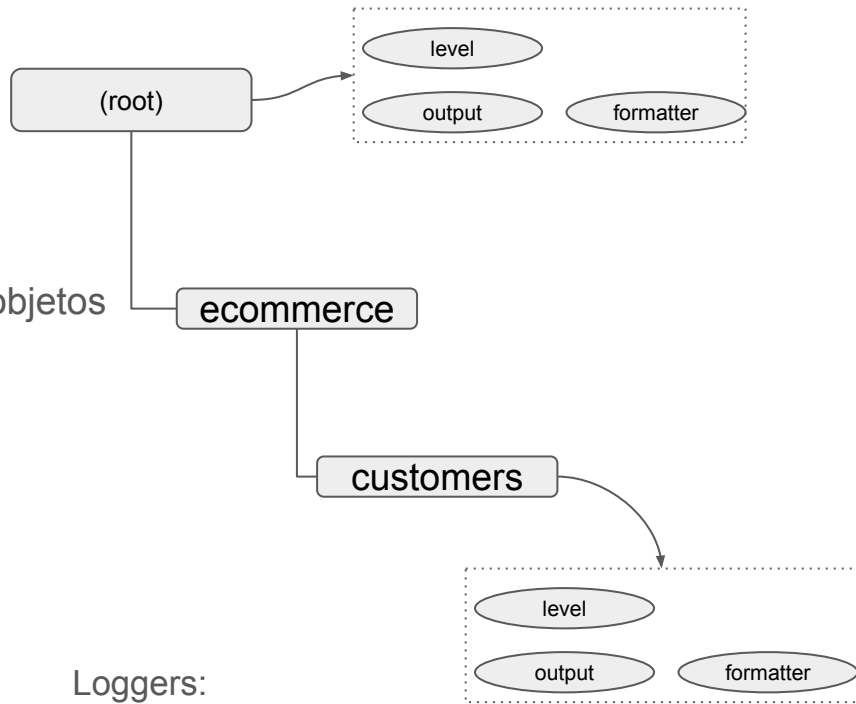 level
(root)
output
formatter
objetos
ecommerce
customers
level
output
formatter
Loggers: